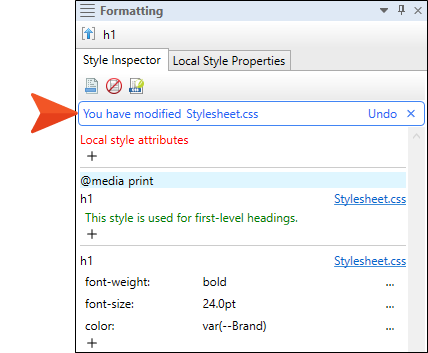 Formatting
h1
Style Inspector Local Style Properties
You have modified Stylesheet.css Undo
Local style attributes
+
@media print
h1 Stylesheet.css
This style is used for first-level headings.
+
h1 Stylesheet.css
font-weight: bold ...
font-size: 24.0pt ...
color: var(--Brand) ...
+